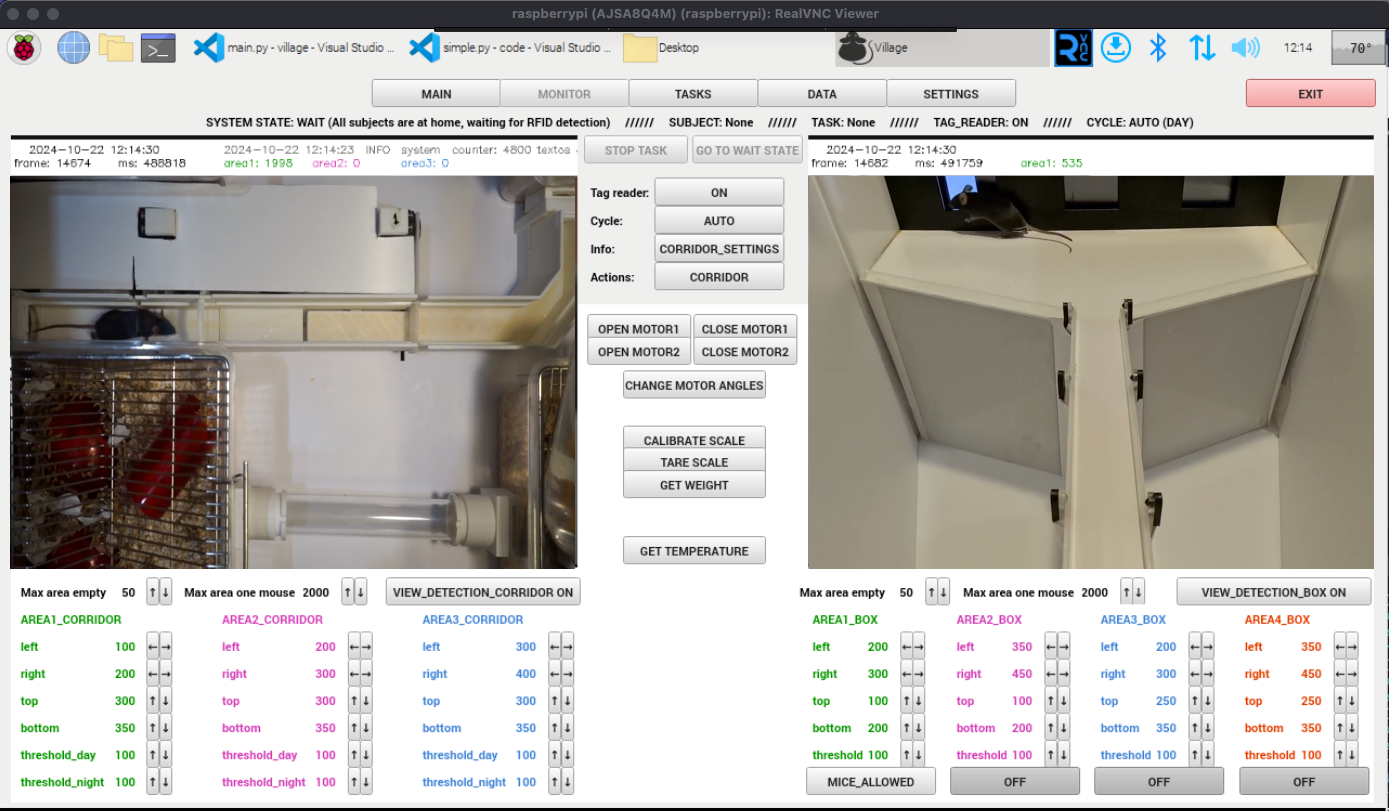 raspberrypi (AJSA8Q4M) (raspberrypi): RealVNC Viewer
main.py - village - Visual Studio ...
simple.py - code - Visual Studio ...
Desktop
Village
12:14
70°
MAIN
MONITOR
TASKS
DATA
SETTINGS
EXIT
SYSTEM STATE: WAIT (All subjects are at home, waiting for RFID detection) ////// SUBJECT: None ////// TASK: None ////// TAG_READER: ON ////// CYCLE: AUTO (DAY)
2024-10-22 12:14:30 2024-10-22 12:14:23 INFO system counter: 4800 textoa
frame: 14674 ms: 488818 area1: 1998 area2: 0 area3: 0
STOP TASK
GO TO WAIT STATE
Tag reader: ON
Cycle: AUTO
Info: CORRIDOR_SETTINGS
Actions: CORRIDOR
OPEN MOTOR1 CLOSE MOTOR1
OPEN MOTOR2 CLOSE MOTOR2
CHANGE MOTOR ANGLES
CALIBRATE SCALE
TARE SCALE
GET WEIGHT
GET TEMPERATURE
2024-10-22 12:14:30
frame: 14682 ms: 491759 area1: 535
Max area empty 50 ↑ ↓ Max area one mouse 2000 ↑ ↓ VIEW_DETECTION_CORRIDOR ON
AREA1_CORRIDOR AREA2_CORRIDOR AREA3_CORRIDOR
left 100 ← → left 200 ← → left 300 ← →
right 200 ← → right 300 ← → right 400 ← →
top 300 ↑ ↓ top 300 ↑ ↓ top 300 ↑ ↓
bottom 350 ↑ ↓ bottom 350 ↑ ↓ bottom 350 ↑ ↓
threshold_day 100 ↑ ↓ threshold_day 100 ↑ ↓ threshold_day 100 ↑ ↓
threshold_night 100 ↑ ↓ threshold_night 100 ↑ ↓ threshold_night 100 ↑ ↓
Max area empty 50 ↑ ↓ Max area one mouse 2000 ↑ ↓ VIEW_DETECTION_BOX ON
AREA1_BOX AREA2_BOX AREA3_BOX AREA4_BOX
left 200 ← → left 350 ← → left 200 ← → left 350 ← →
right 300 ← → right 450 ← → right 300 ← → right 450 ← →
top 100 ↑ ↓ top 100 ↑ ↓ top 250 ↑ ↓ top 250 ↑ ↓
bottom 200 ↑ ↓ bottom 200 ↑ ↓ bottom 350 ↑ ↓ bottom 350 ↑ ↓
threshold 100 ↑ ↓ threshold 100 ↑ ↓ threshold 100 ↑ ↓ threshold 100 ↑ ↓
MICE_ALLOWED OFF OFF OFF